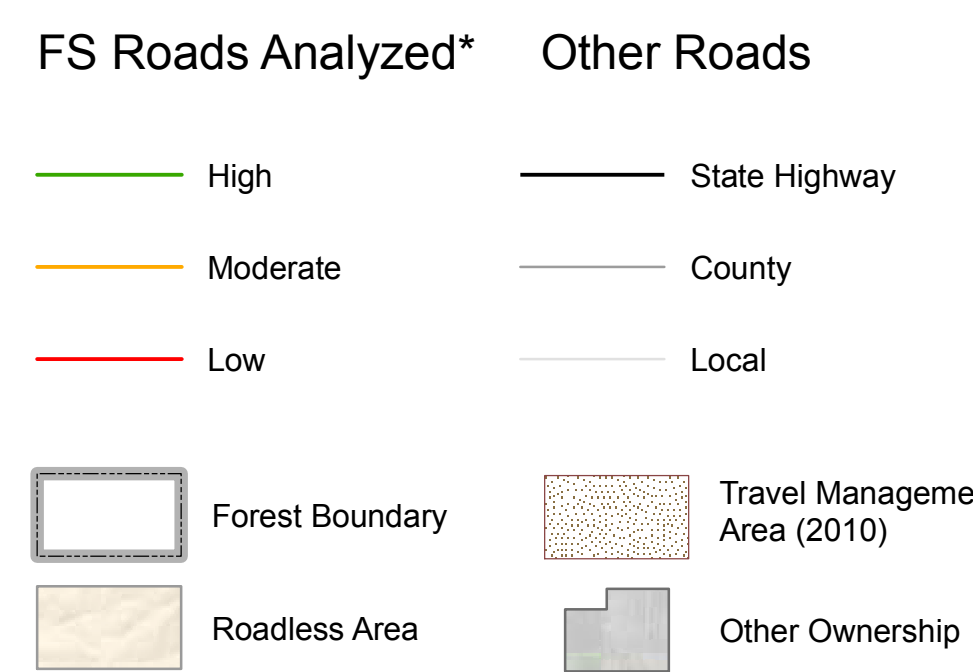 FS Roads Analyzed* Other Roads
High State Highway
Moderate County
Low Local
Forest Boundary
Travel Manageme
Area (2010)
Roadless Area Other Ownership